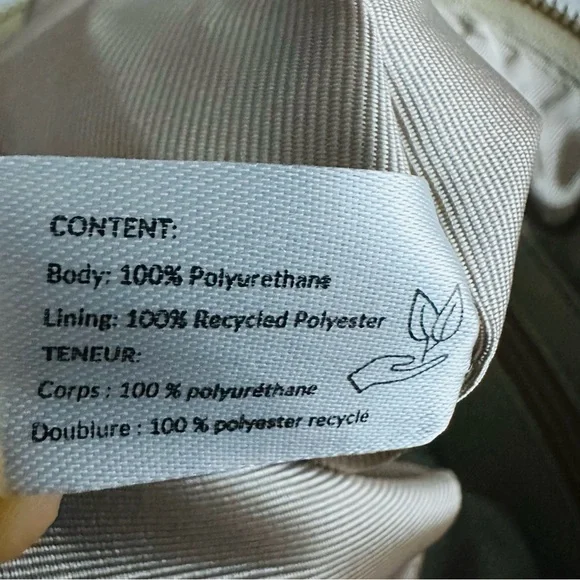 CONTENT:
Body: 100% Polyurethane
Lining: 100% Recycled Polyester
TENEUR:
Corps : 100 % polyuréthane
Doublure : 100 % polyester recyclé